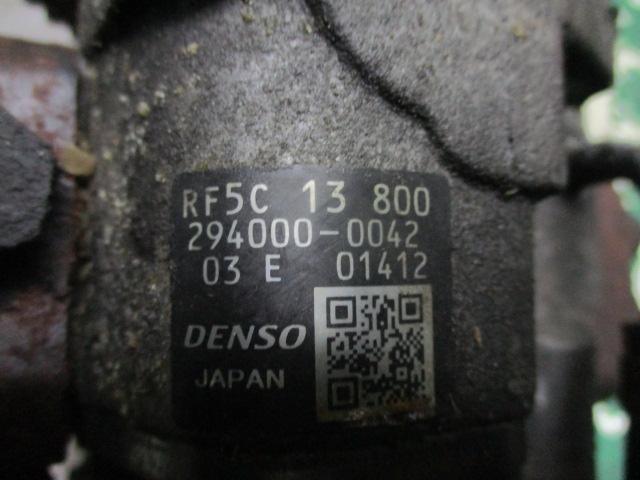 RF5C 13 800
294000-0042
03 E 01412
DENSO
JAPAN